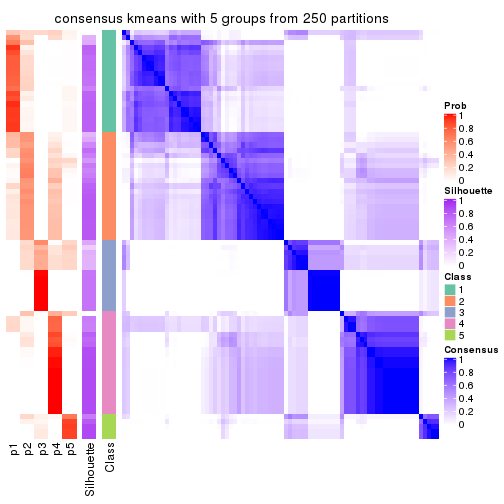 consensus kmeans with 5 groups from 250 partitions
Prob
1
0.8
0.6
0.4
0.2
0
Silhouette
1
0.8
0.6
0.4
0.2
0
Class
1
2
3
4
5
Consensus
1
0.8
0.6
0.4
0.2
0
p1
p2
p3
p4
p5
Silhouette
Class